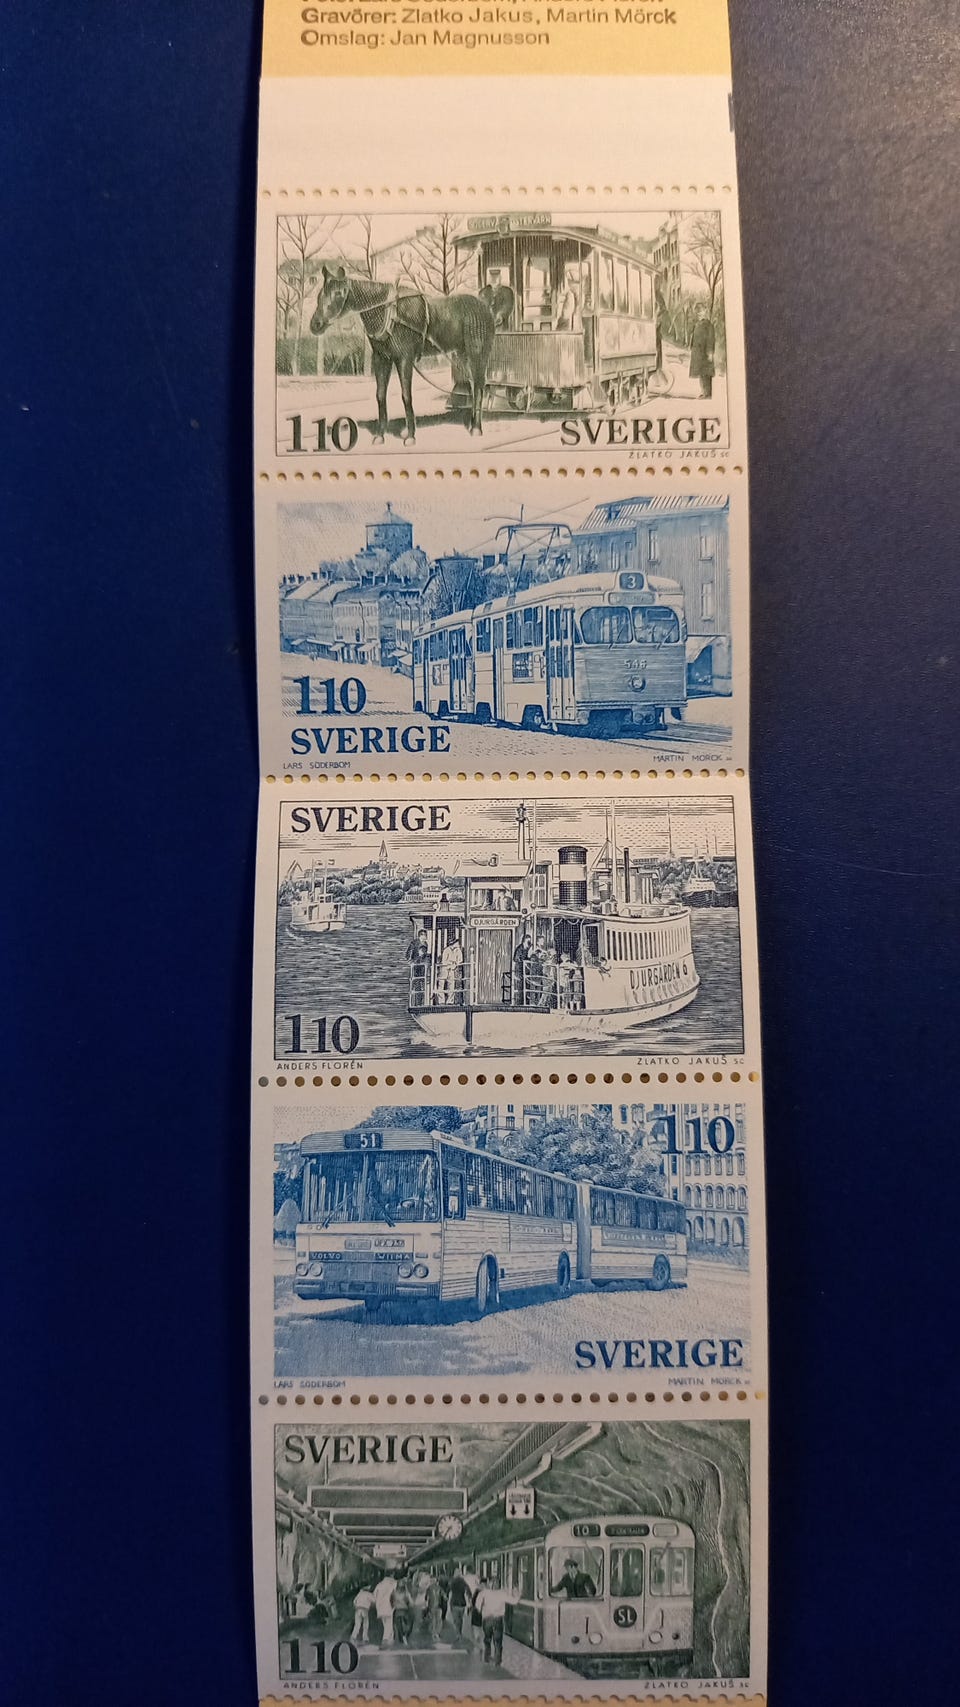 Gravörer: Zlatko Jakus, Martin Mörck
Omslag: Jan Magnusson
110
SVERIGE
ZLATKO JAKUŠ SC
3
548
110
SVERIGE
LARS SÖDERBOM
MARTIN MÖRCK SC
SVERIGE
DJURGÅRDEN
DJURGÅRDEN 6
110
ANDERS FLORÉN
ZLATKO JAKUŠ SC
51
110
VOLVO
WIIMA
SVERIGE
LARS SÖDERBOM
MARTIN MÖRCK SC
SVERIGE
10
SL
110
ANDERS FLORÉN
ZLATKO JAKUŠ SC